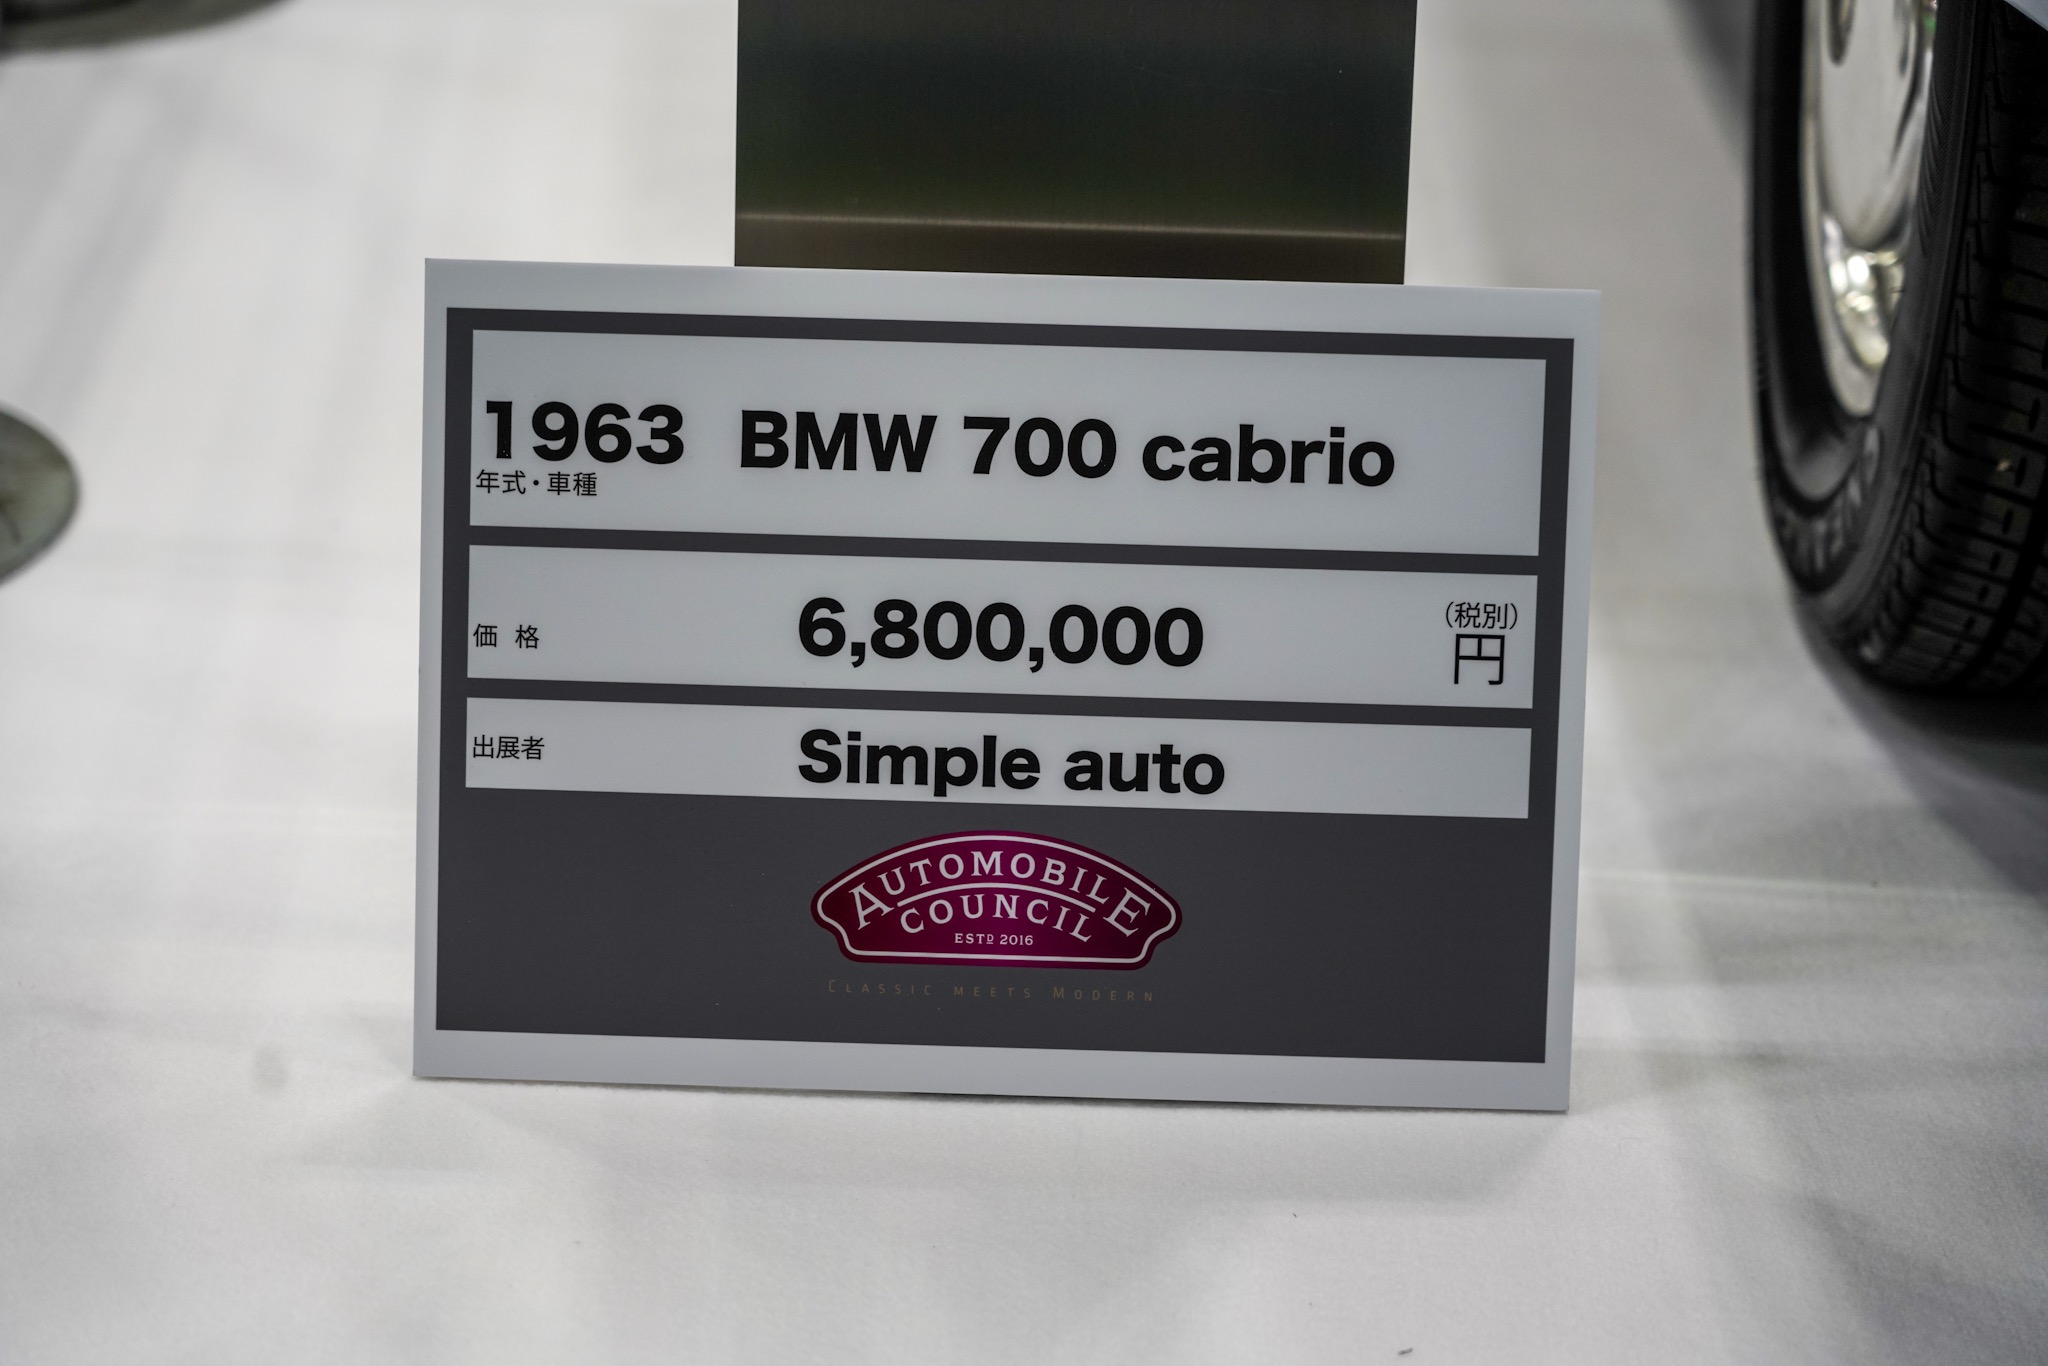 1963 BMW 700 cabrio
年式・車種
価格 6,800,000 (税別) 円
出展者 Simple auto
AUTOMOBILE
COUNCIL
ESTD 2016
CLASSIC MEETS MODERN